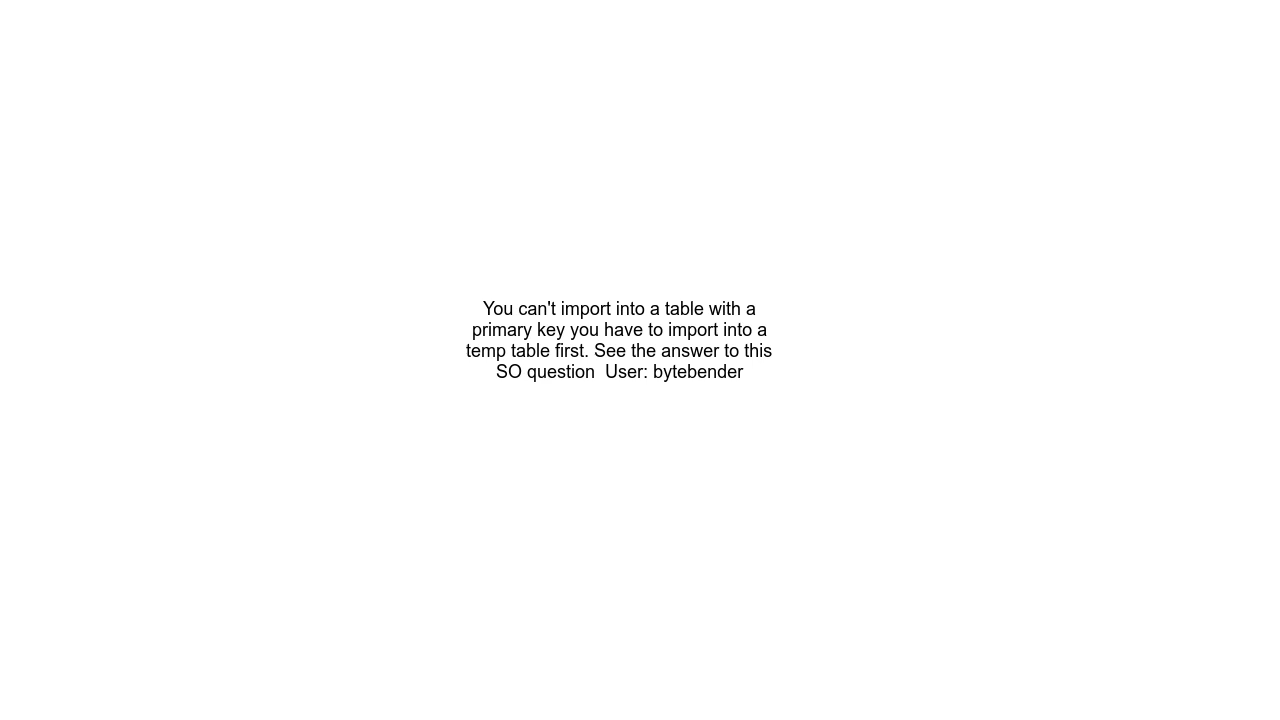 You can't import into a table with a
primary key you have to import into a
temp table first. See the answer to this
SO question  User: bytebender